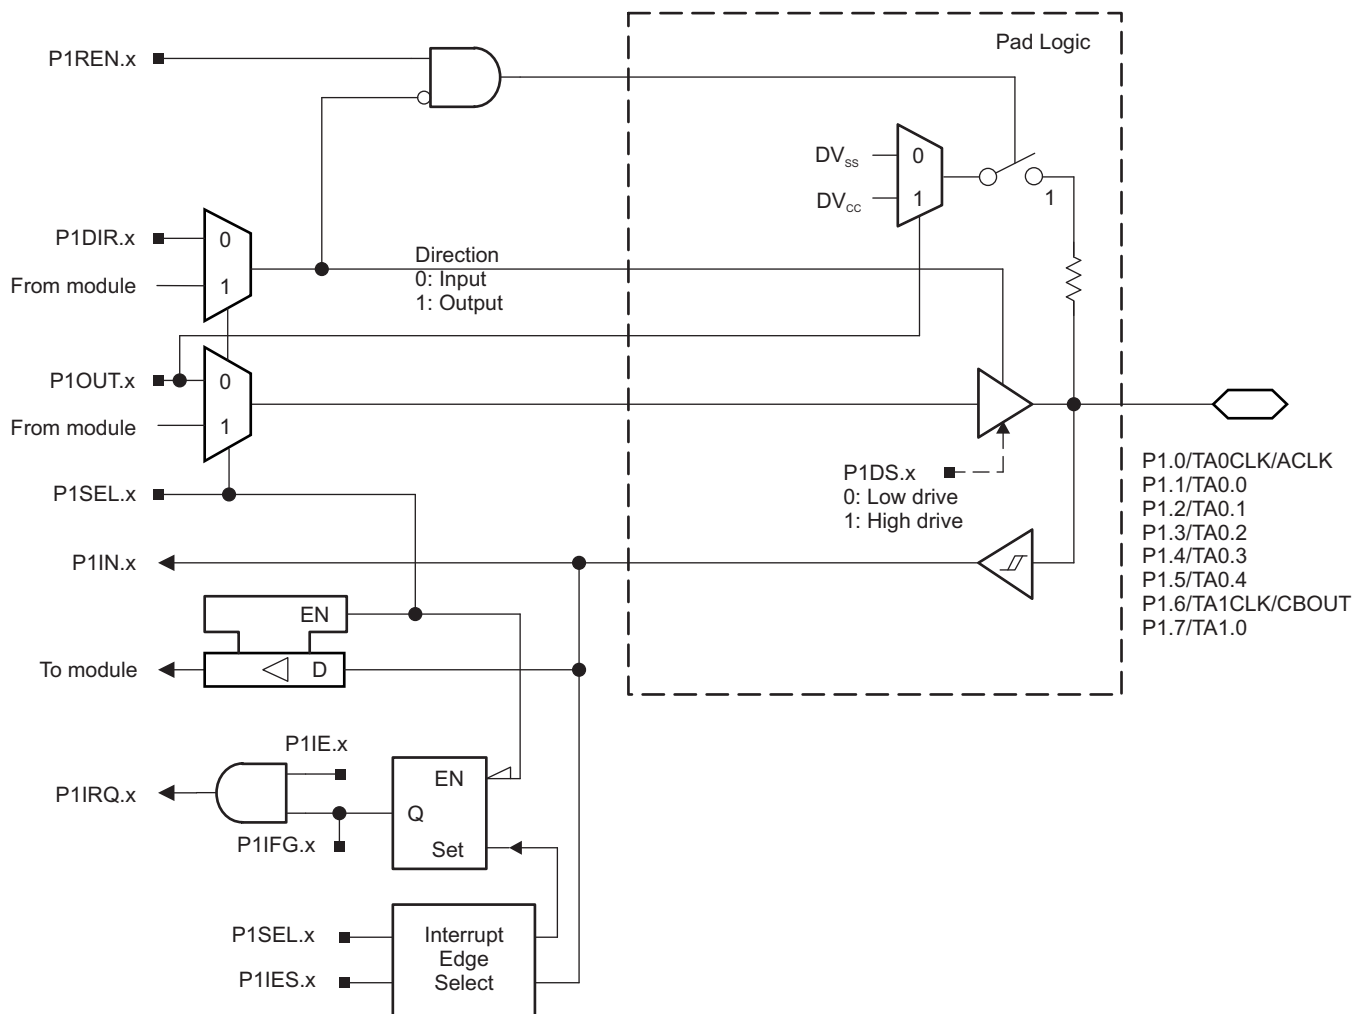 Pad Logic
P1REN.x
DVSS
0
DVCC
1
1
P1DIR.x
0
From module
1
Direction
0: Input
1: Output
P1OUT.x
0
From module
1
P1SEL.x
P1DS.x
0: Low drive
1: High drive
P1.0/TA0CLK/ACLK
P1.1/TA0.0
P1.2/TA0.1
P1.3/TA0.2
P1.4/TA0.3
P1.5/TA0.4
P1.6/TA1CLK/CBOUT
P1.7/TA1.0
P1IN.x
EN
To module
D
P1IE.x
P1IRQ.x
P1IFG.x
EN
Q
Set
P1SEL.x
P1IES.x
Interrupt
Edge
Select